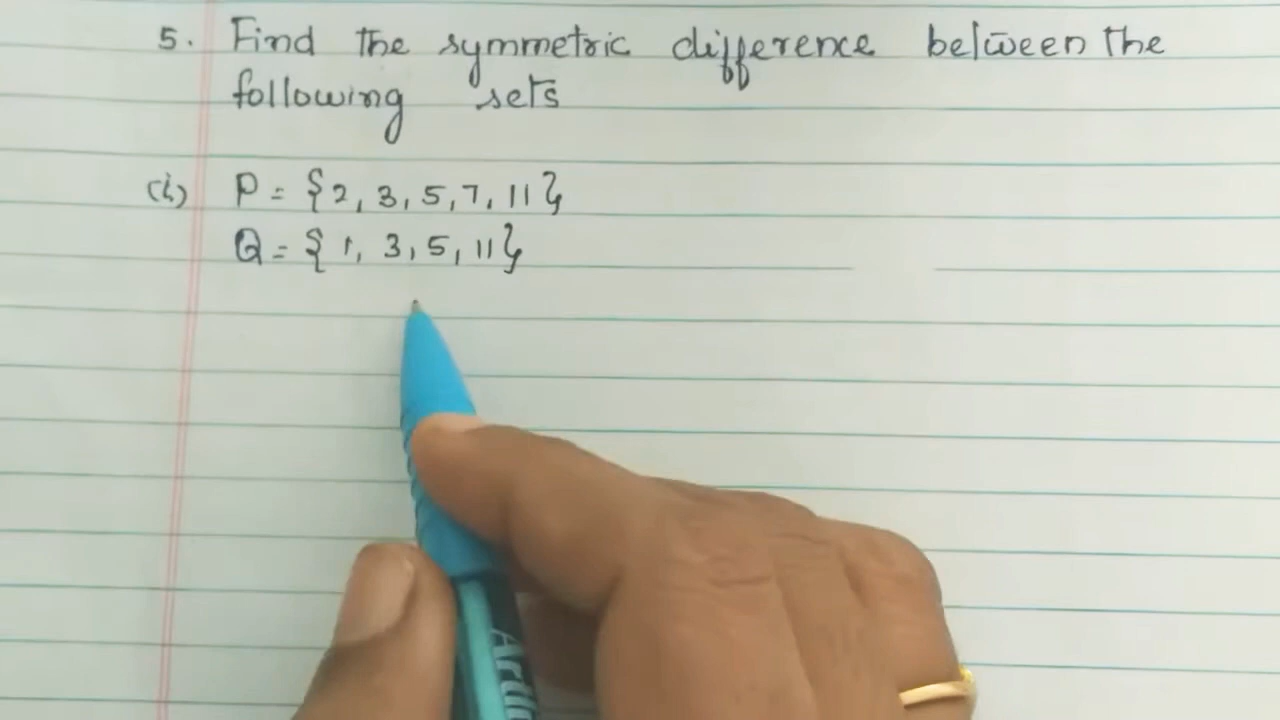 5. Find the symmetric difference between the
following sets
(i) P = {2, 3, 5, 7, 11}
Q = {1, 3, 5, 11}